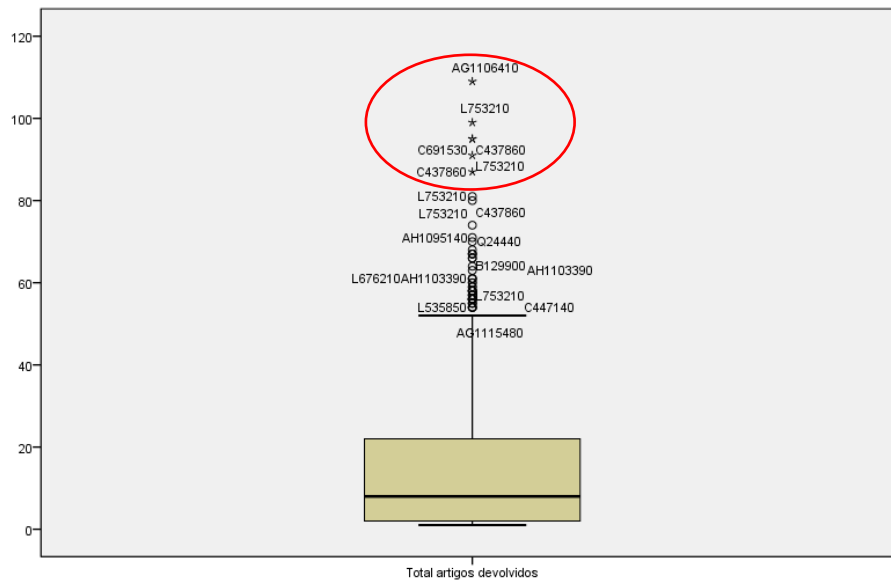 120
AG1106410
L753210
100
C691530 C437860
L753210
C437860
80
L753210
L753210 C437860
AH1095140 Q24440
B129900 AH1103390
60
L676210 AH1103390
L753210
L535850 C447140
AG1115480
40
20
0
Total artigos devolvidos